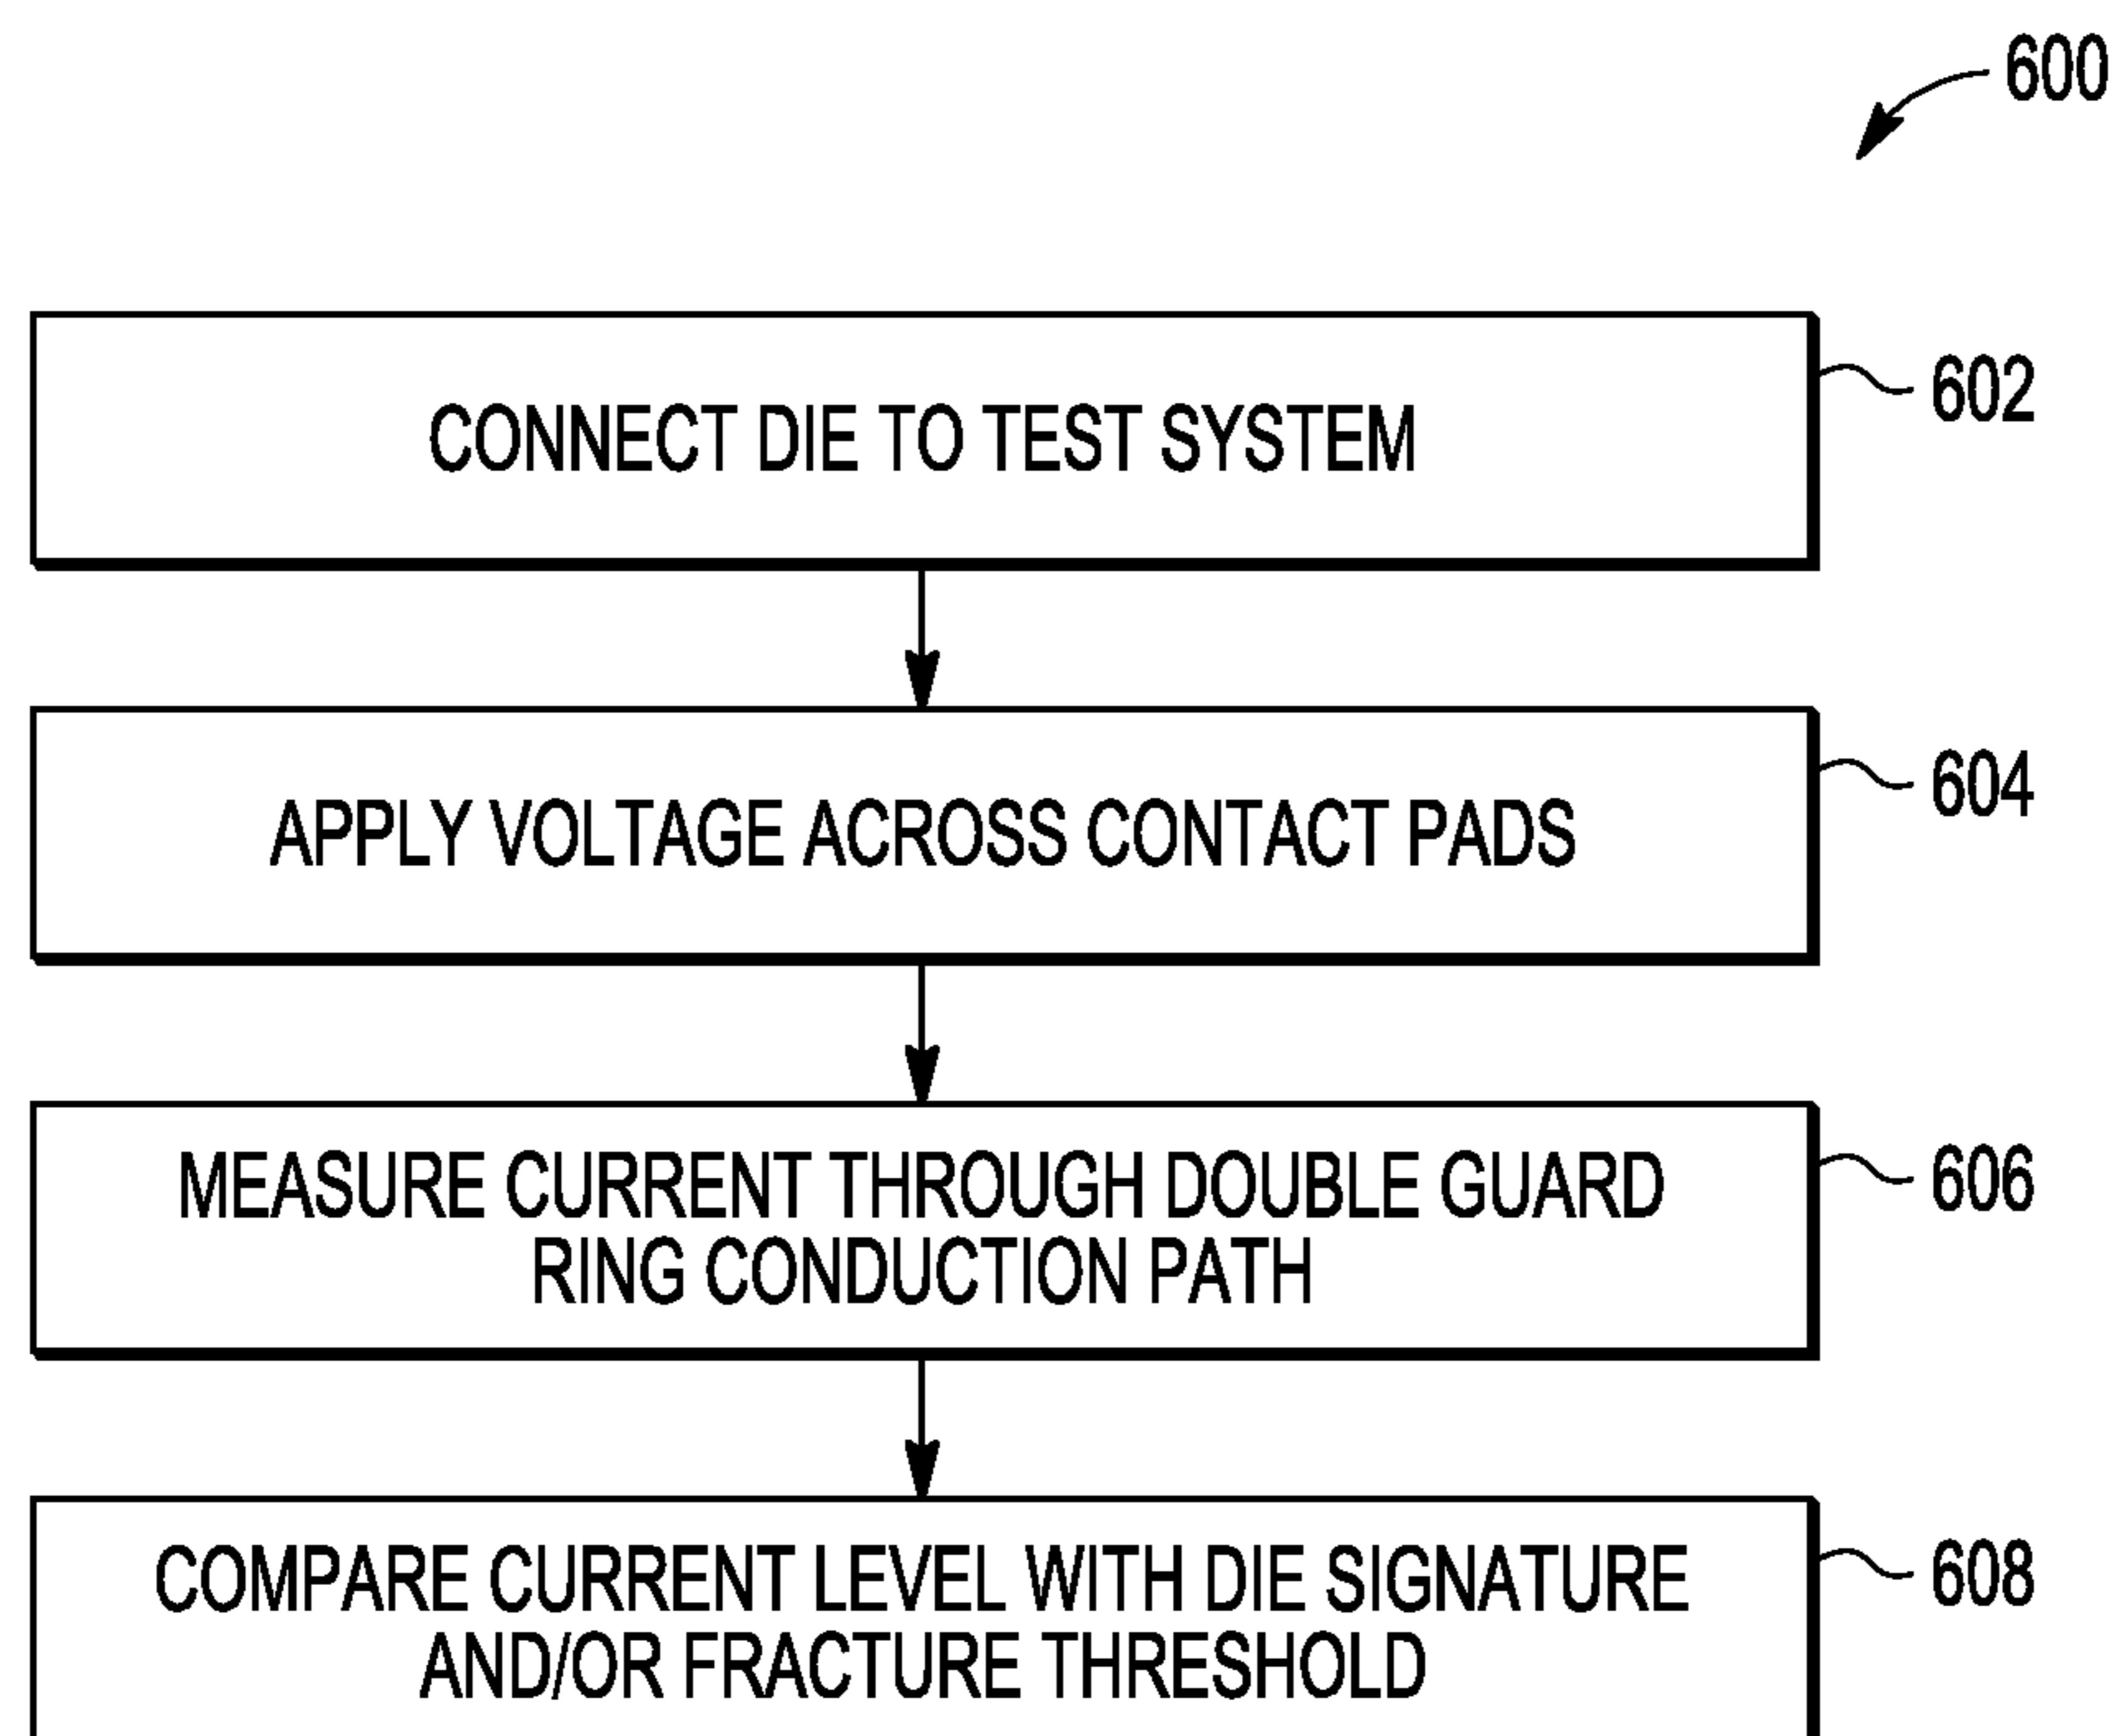 600
CONNECT DIE TO TEST SYSTEM
602
APPLY VOLTAGE ACROSS CONTACT PADS
604
MEASURE CURRENT THROUGH DOUBLE GUARD
RING CONDUCTION PATH
606
COMPARE CURRENT LEVEL WITH DIE SIGNATURE
AND/OR FRACTURE THRESHOLD
608